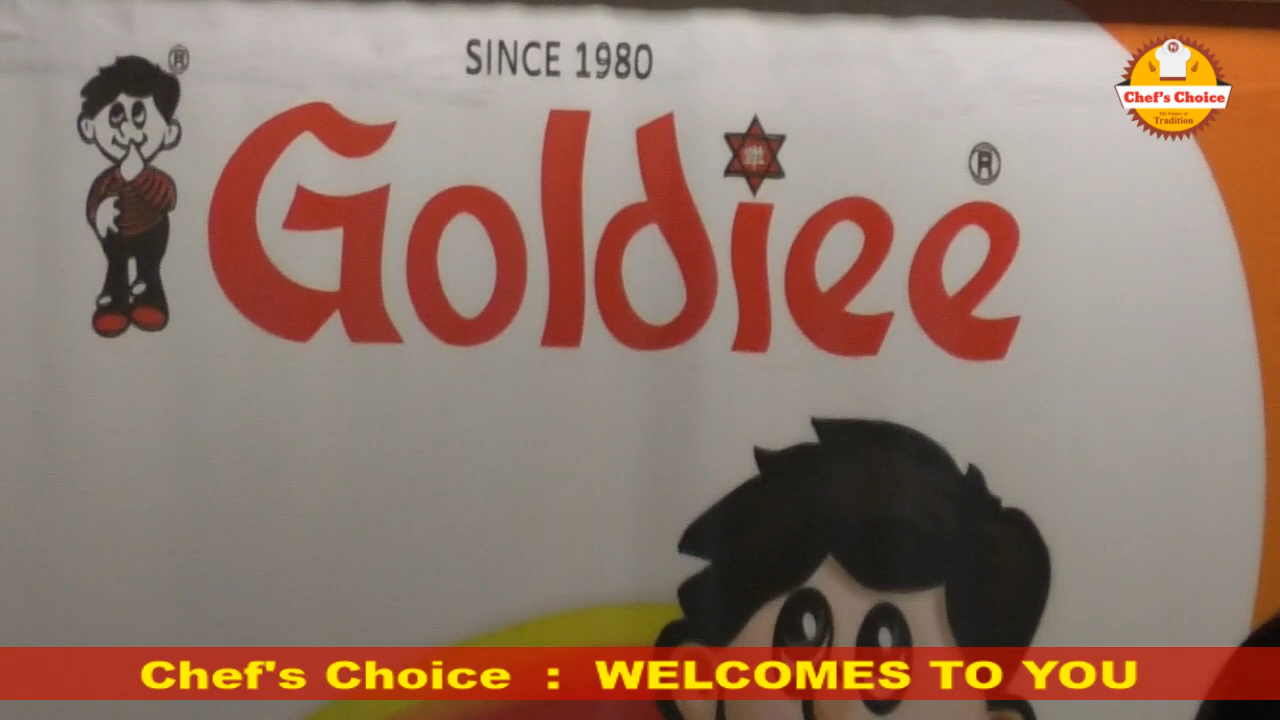 SINCE 1980
®
Goldiee ®
Chef's Choice
Tradition
Chef's Choice : WELCOMES TO YOU